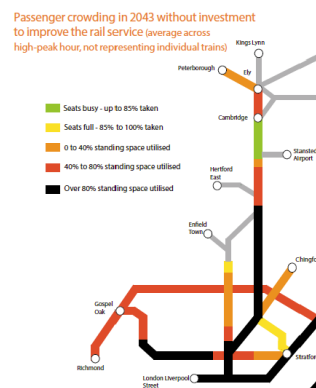 Passenger crowding in 2043 without investment
to improve the rail service (average across
high-peak hour, not representing individual trains)
Kings Lynn
Peterborough
Ely
Seats busy - up to 85% taken
Cambridge
Seats full - 85% to 100% taken
0 to 40% standing space utilised
Stansted
Airport
40% to 80% standing space utilised
Hertford
East
Over 80% standing space utilised
Enfield
Town
Chingfo
Gospel
Oak
Stratfor
Richmond
London Liverpool
Street